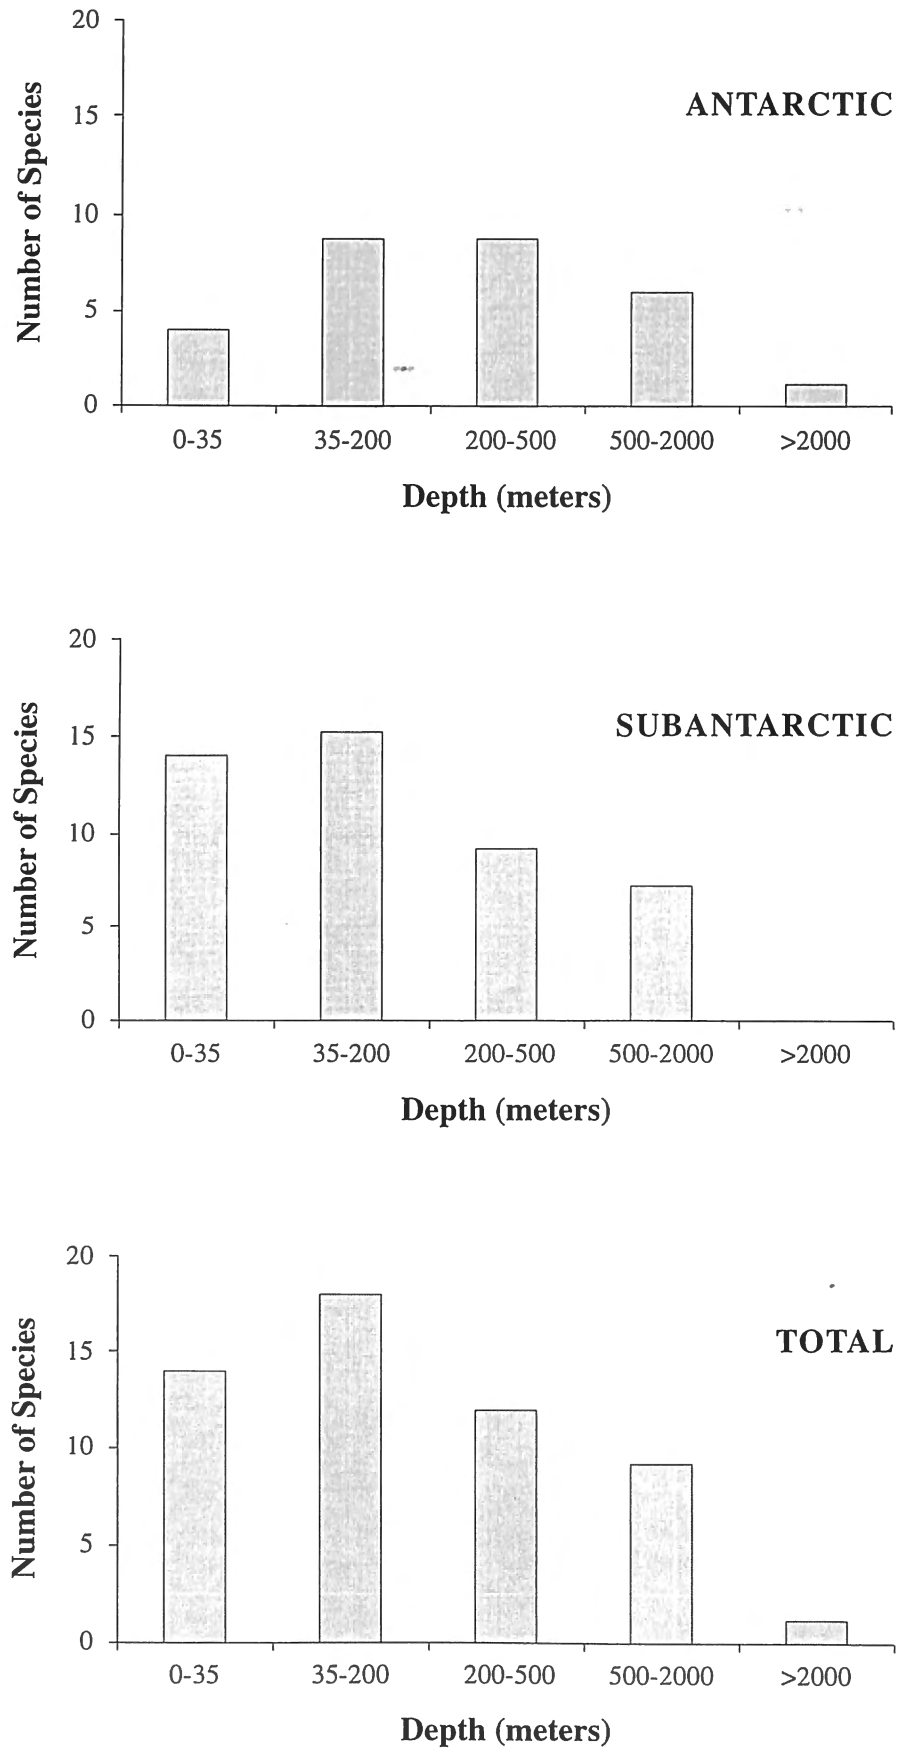 20
ANTARCTIC
15
10
5
0
Number of Species
0-35 35-200 200-500 500-2000 >2000
Depth (meters)
20
SUBANTARCTIC
15
10
5
0
Number of Species
0-35 35-200 200-500 500-2000 >2000
Depth (meters)
20
TOTAL
15
10
5
0
Number of Species
0-35 35-200 200-500 500-2000 >2000
Depth (meters)